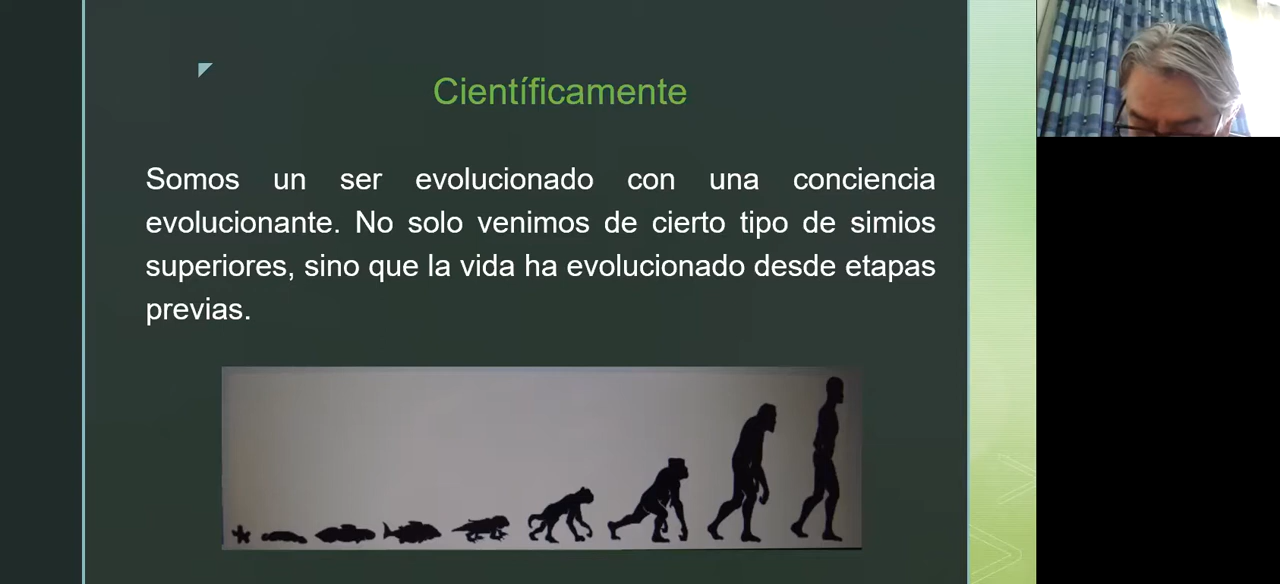 Científicamente
Somos un ser evolucionado con una conciencia
evolucionante. No solo venimos de cierto tipo de simios
superiores, sino que la vida ha evolucionado desde etapas
previas.